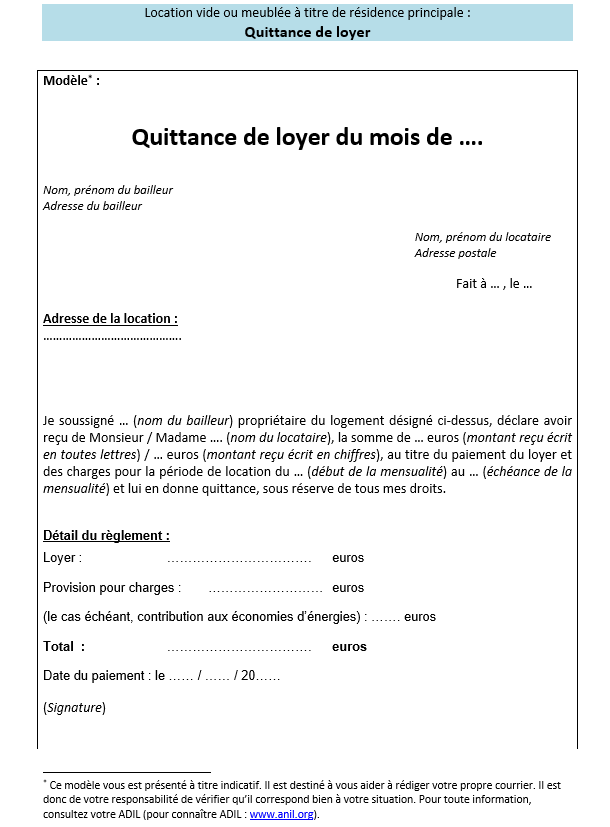 Location vide ou meublée à titre de résidence principale :
Quittance de loyer
Modèle* :
Quittance de loyer du mois de ….
Nom, prénom du bailleur
Adresse du bailleur
Nom, prénom du locataire
Adresse postale
Fait à … , le …
Adresse de la location :
…………………………………….
Je soussigné … (nom du bailleur) propriétaire du logement désigné ci-dessus, déclare avoir
reçu de Monsieur / Madame …. (nom du locataire), la somme de … euros (montant reçu écrit
en toutes lettres) / … euros (montant reçu écrit en chiffres), au titre du paiement du loyer et
des charges pour la période de location du … (début de la mensualité) au … (échéance de la
mensualité) et lui en donne quittance, sous réserve de tous mes droits.
Détail du règlement :
Loyer : ……………………………. euros
Provision pour charges : ……………………… euros
(le cas échéant, contribution aux économies d’énergies) : ……. euros
Total : ……………………………. euros
Date du paiement : le …… / …… / 20……
(Signature)
* Ce modèle vous est présenté à titre indicatif. Il est destiné à vous aider à rédiger votre propre courrier. Il est
donc de votre responsabilité de vérifier qu’il correspond bien à votre situation. Pour toute information,
consultez votre ADIL (pour connaître ADIL : www.anil.org).